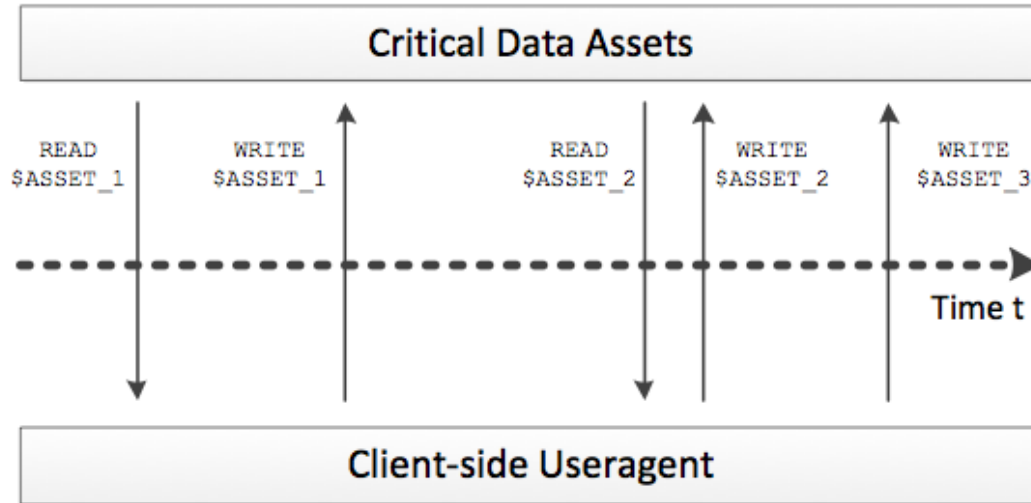 Critical Data Assets
READ
$ASSET_1
WRITE
$ASSET_1
READ
$ASSET_2
WRITE
$ASSET_2
WRITE
$ASSET_3
Time t
Client-side Useragent